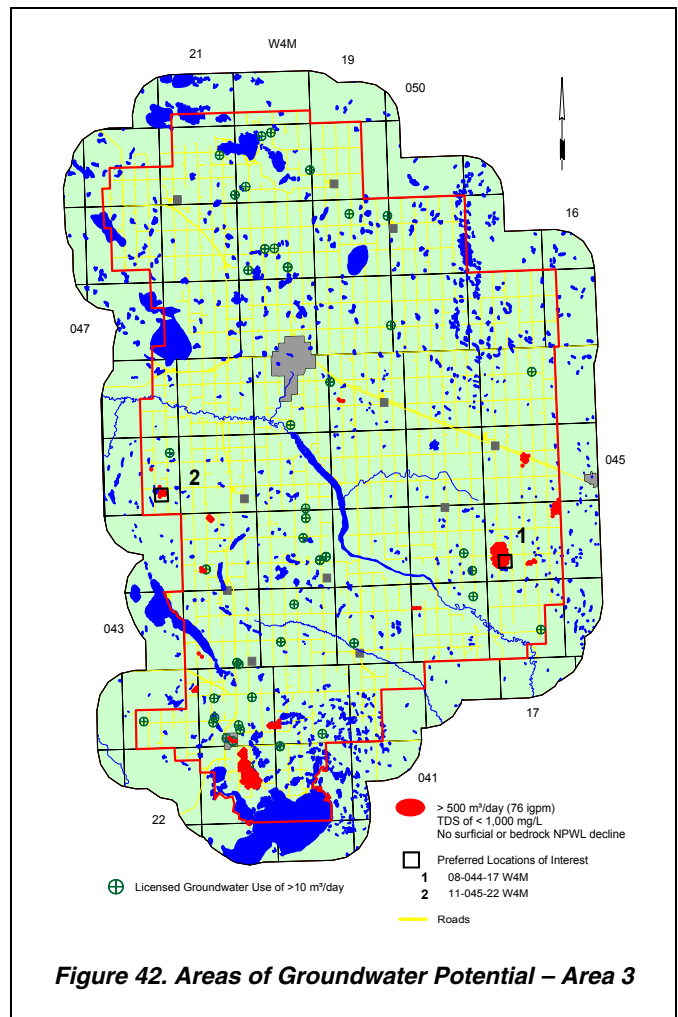 W4M
21
19
050
16
047
045
2
1
043
17
041
22
> 500 m³/day (76 igpm)
TDS of < 1,000 mg/L
No surficial or bedrock NPWL decline
Preferred Locations of Interest
1 08-044-17 W4M
2 11-045-22 W4M
Licensed Groundwater Use of >10 m³/day
Roads
Figure 42. Areas of Groundwater Potential – Area 3